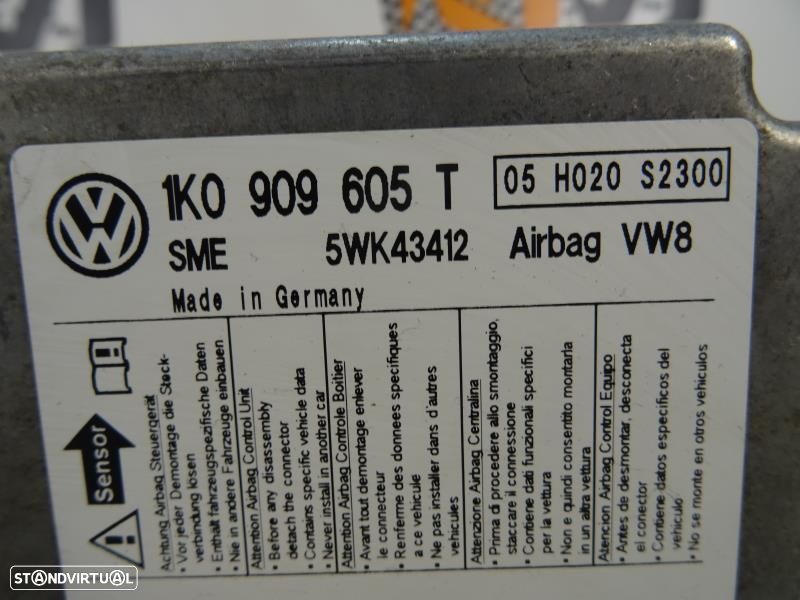 1K0 909 605 T
05 H020 S2300
SME 5WK43412 Airbag VW8
Made in Germany
Sensor
Achtung Airbag Steuergerät
• Vor jeder Demontage die Steck-
verbindung lösen
• Enthält fahrzeugspezifische Daten
• Nie in andere Fahrzeuge einbauen
Attention Airbag Control Unit
• Before any disassembly
detach the connector
• Contains specific vehicle data
• Never install in another car
Attention Airbag Controle Boitier
• Avant tout demontage enlever
le connecteur
• Renferme des donnees specifiques
a ce véhicule
• Ne pas installer dans d'autres
vehicules
Attenzione Airbag Centralina
• Prima di procedere allo smontaggio,
staccare il connessione
• Contiene dati funzionali specifici
per la vettura
• Non e quindi consentito montarla
in un altra vettura
Atencion Airbag Control Equipo
• Antes de desmontar, desconecta
el conector
• Contiene datos especificos del
vehiculo
• No se monte en otros vehiculos
STANDVIRTUAL